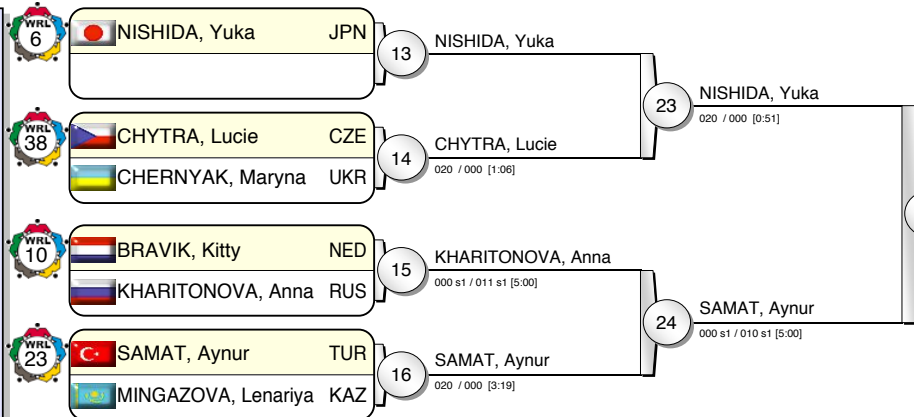 WRL
6
NISHIDA, Yuka JPN
13
NISHIDA, Yuka
23
NISHIDA, Yuka
020 / 000 [0:51]
WRL
38
CHYTRA, Lucie CZE
CHERNYAK, Maryna UKR
14
CHYTRA, Lucie
020 / 000 [1:06]
WRL
10
BRAVIK, Kitty NED
KHARITONOVA, Anna RUS
15
KHARITONOVA, Anna
000 s1 / 011 s1 [5:00]
24
SAMAT, Aynur
000 s1 / 010 s1 [5:00]
WRL
23
SAMAT, Aynur TUR
MINGAZOVA, Lenariya KAZ
16
SAMAT, Aynur
020 / 000 [3:19]